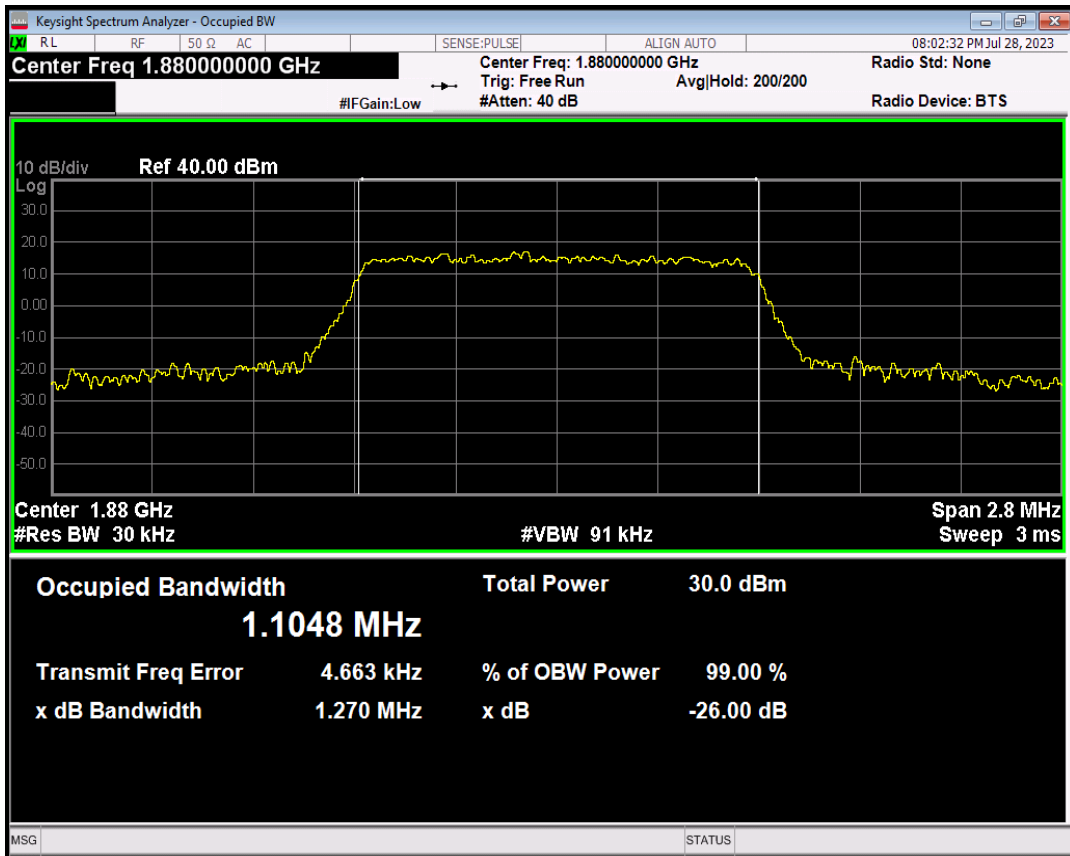 Keysight Spectrum Analyzer - Occupied BW
LXI RL RF 50 Ω AC SENSE:PULSE ALIGN AUTO 08:02:32 PM Jul 28, 2023
Center Freq 1.880000000 GHz
Center Freq: 1.880000000 GHz Radio Std: None
Trig: Free Run Avg|Hold: 200/200
#IFGain:Low #Atten: 40 dB Radio Device: BTS
10 dB/div Ref 40.00 dBm
Log
30.0
20.0
10.0
0.00
-10.0
-20.0
-30.0
-40.0
-50.0
Center 1.88 GHz Span 2.8 MHz
#Res BW 30 kHz #VBW 91 kHz Sweep 3 ms
Occupied Bandwidth Total Power 30.0 dBm
1.1048 MHz
Transmit Freq Error 4.663 kHz % of OBW Power 99.00 %
x dB Bandwidth 1.270 MHz x dB -26.00 dB
MSG STATUS